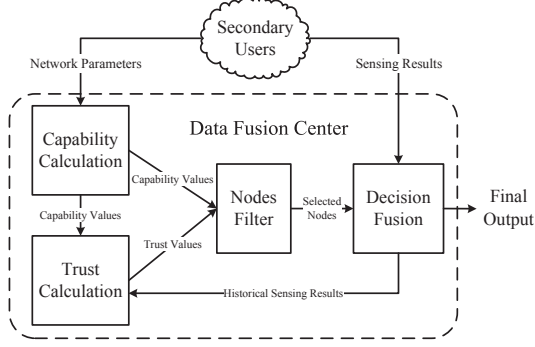 Secondary
Users
Network Parameters
Sensing Results
Data Fusion Center
Capability
Calculation
Capability Values
Nodes
Filter
Selected
Nodes
Decision
Fusion
Final
Output
Capability Values
Trust Values
Trust
Calculation
Historical Sensing Results